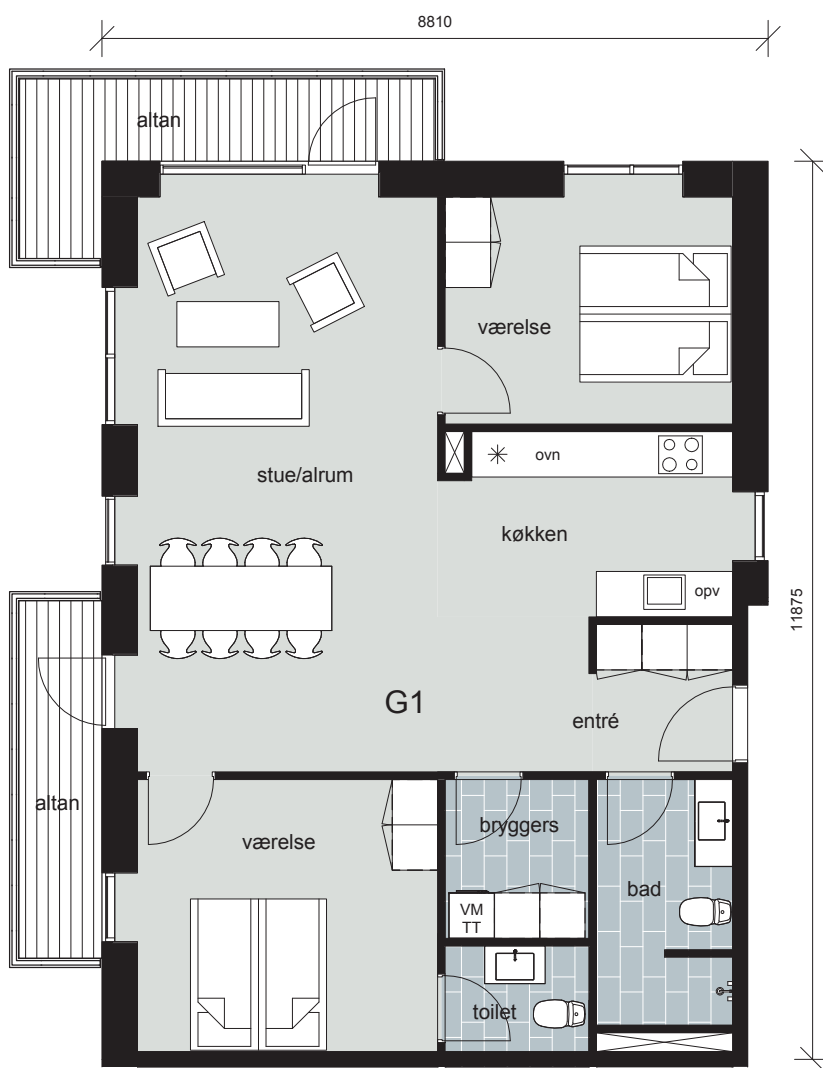 8810
altan
værelse
ovn
stue/alrum
køkken
opv
11875
G1
entré
altan
værelse
bryggers
bad
VM
TT
toilet